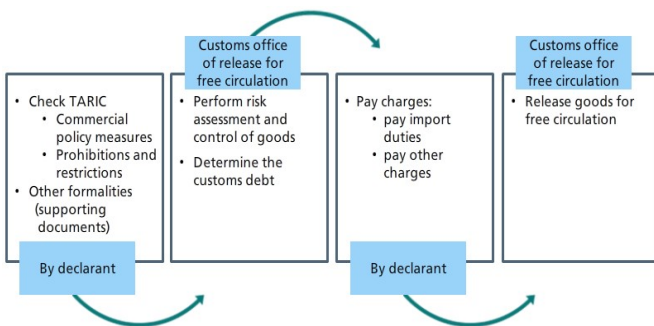 • Check TARIC
• Commercial
policy measures
• Prohibitions and
restrictions
• Other formalities
(supporting
documents)
By declarant
Customs office
of release for
free circulation
• Perform risk
assessment and
control of goods
• Determine the
customs debt
• Pay charges:
• pay import
duties
• pay other
charges
By declarant
Customs office
of release for
free circulation
• Release goods for
free circulation